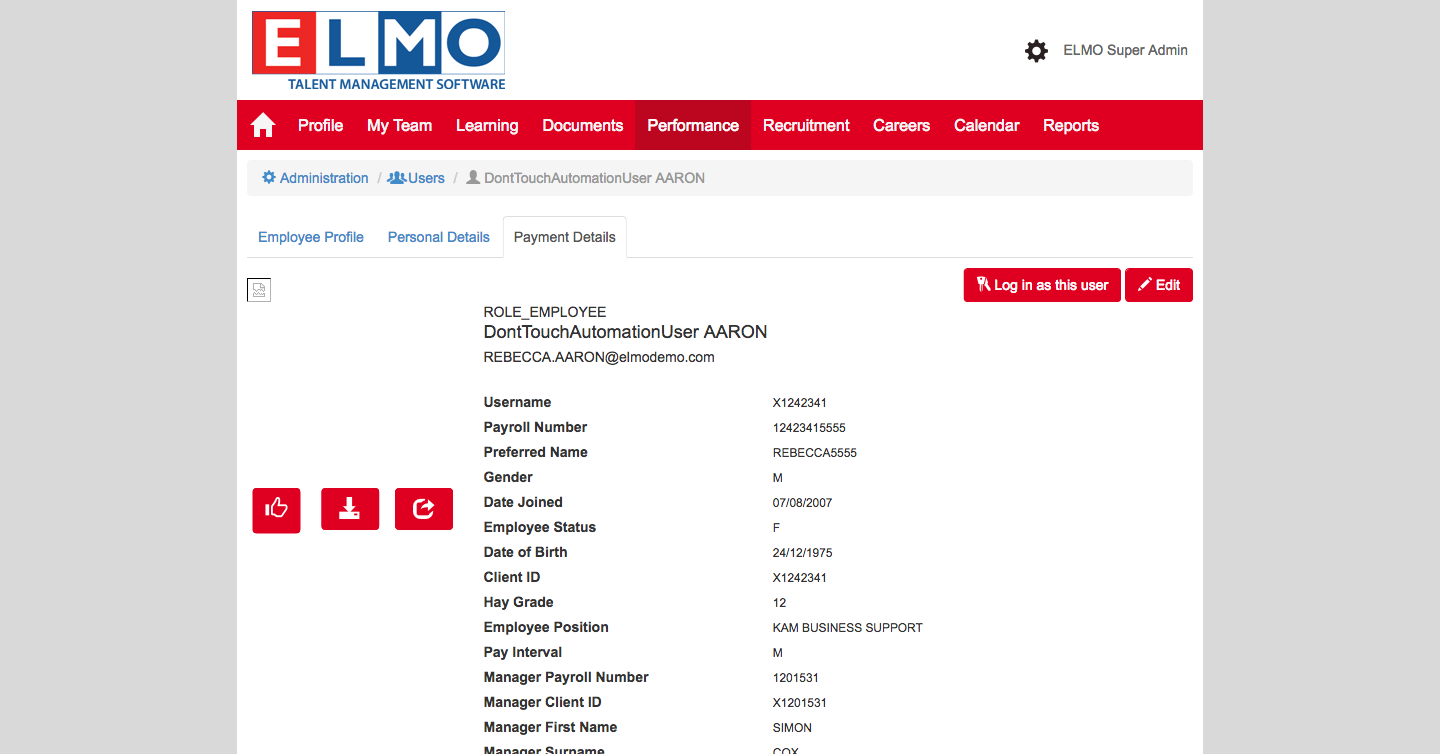 ELMO
TALENT MANAGEMENT SOFTWARE
ELMO Super Admin
Profile My Team Learning Documents Performance Recruitment Careers Calendar Reports
Administration / Users / DontTouchAutomationUser AARON
Employee Profile Personal Details Payment Details
Log in as this user Edit
ROLE_EMPLOYEE
DontTouchAutomationUser AARON
REBECCA.AARON@elmodemo.com
Username X1242341
Payroll Number 12423415555
Preferred Name REBECCA5555
Gender M
Date Joined 07/08/2007
Employee Status F
Date of Birth 24/12/1975
Client ID X1242341
Hay Grade 12
Employee Position KAM BUSINESS SUPPORT
Pay Interval M
Manager Payroll Number 1201531
Manager Client ID X1201531
Manager First Name SIMON
Manager Surname COX